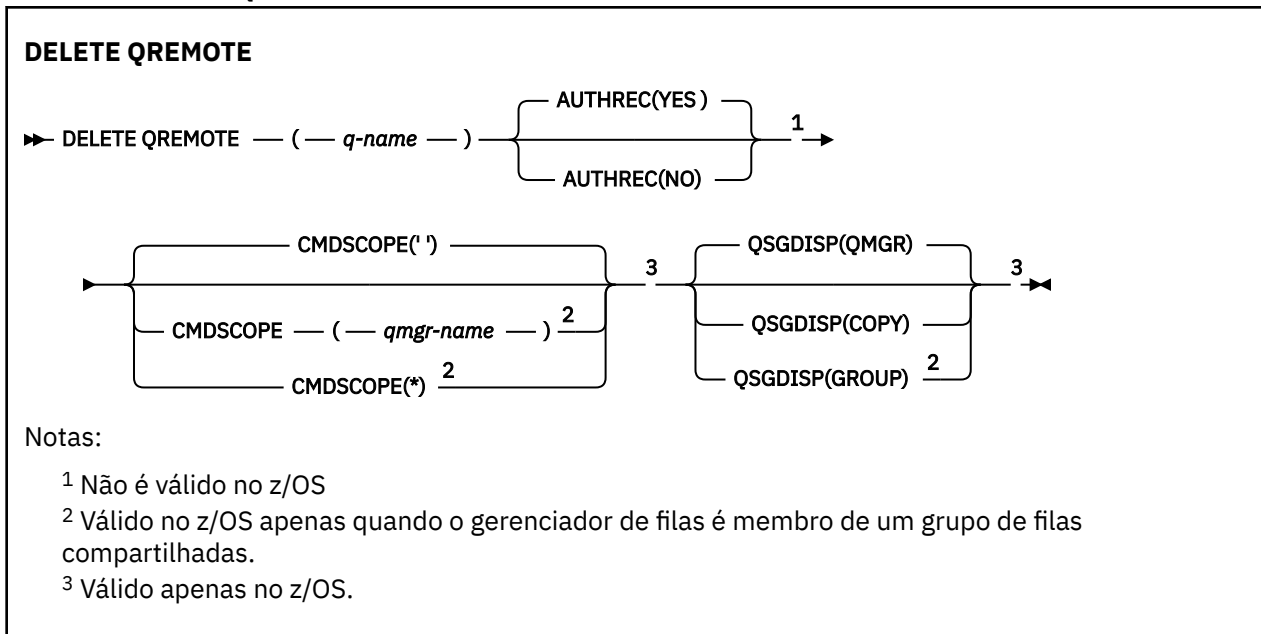 DELETE QREMOTE
AUTHREC(YES )
DELETE QREMOTE ( q-name ) 1
AUTHREC(NO)
CMDSCOPE(' ') QSGDISP(QMGR)
3 3
CMDSCOPE ( qmgr-name ) 2 QSGDISP(COPY)
CMDSCOPE(*) 2 QSGDISP(GROUP) 2
Notas:
1 Não é válido no z/OS
2 Válido no z/OS apenas quando o gerenciador de filas é membro de um grupo de filas
compartilhadas.
3 Válido apenas no z/OS.